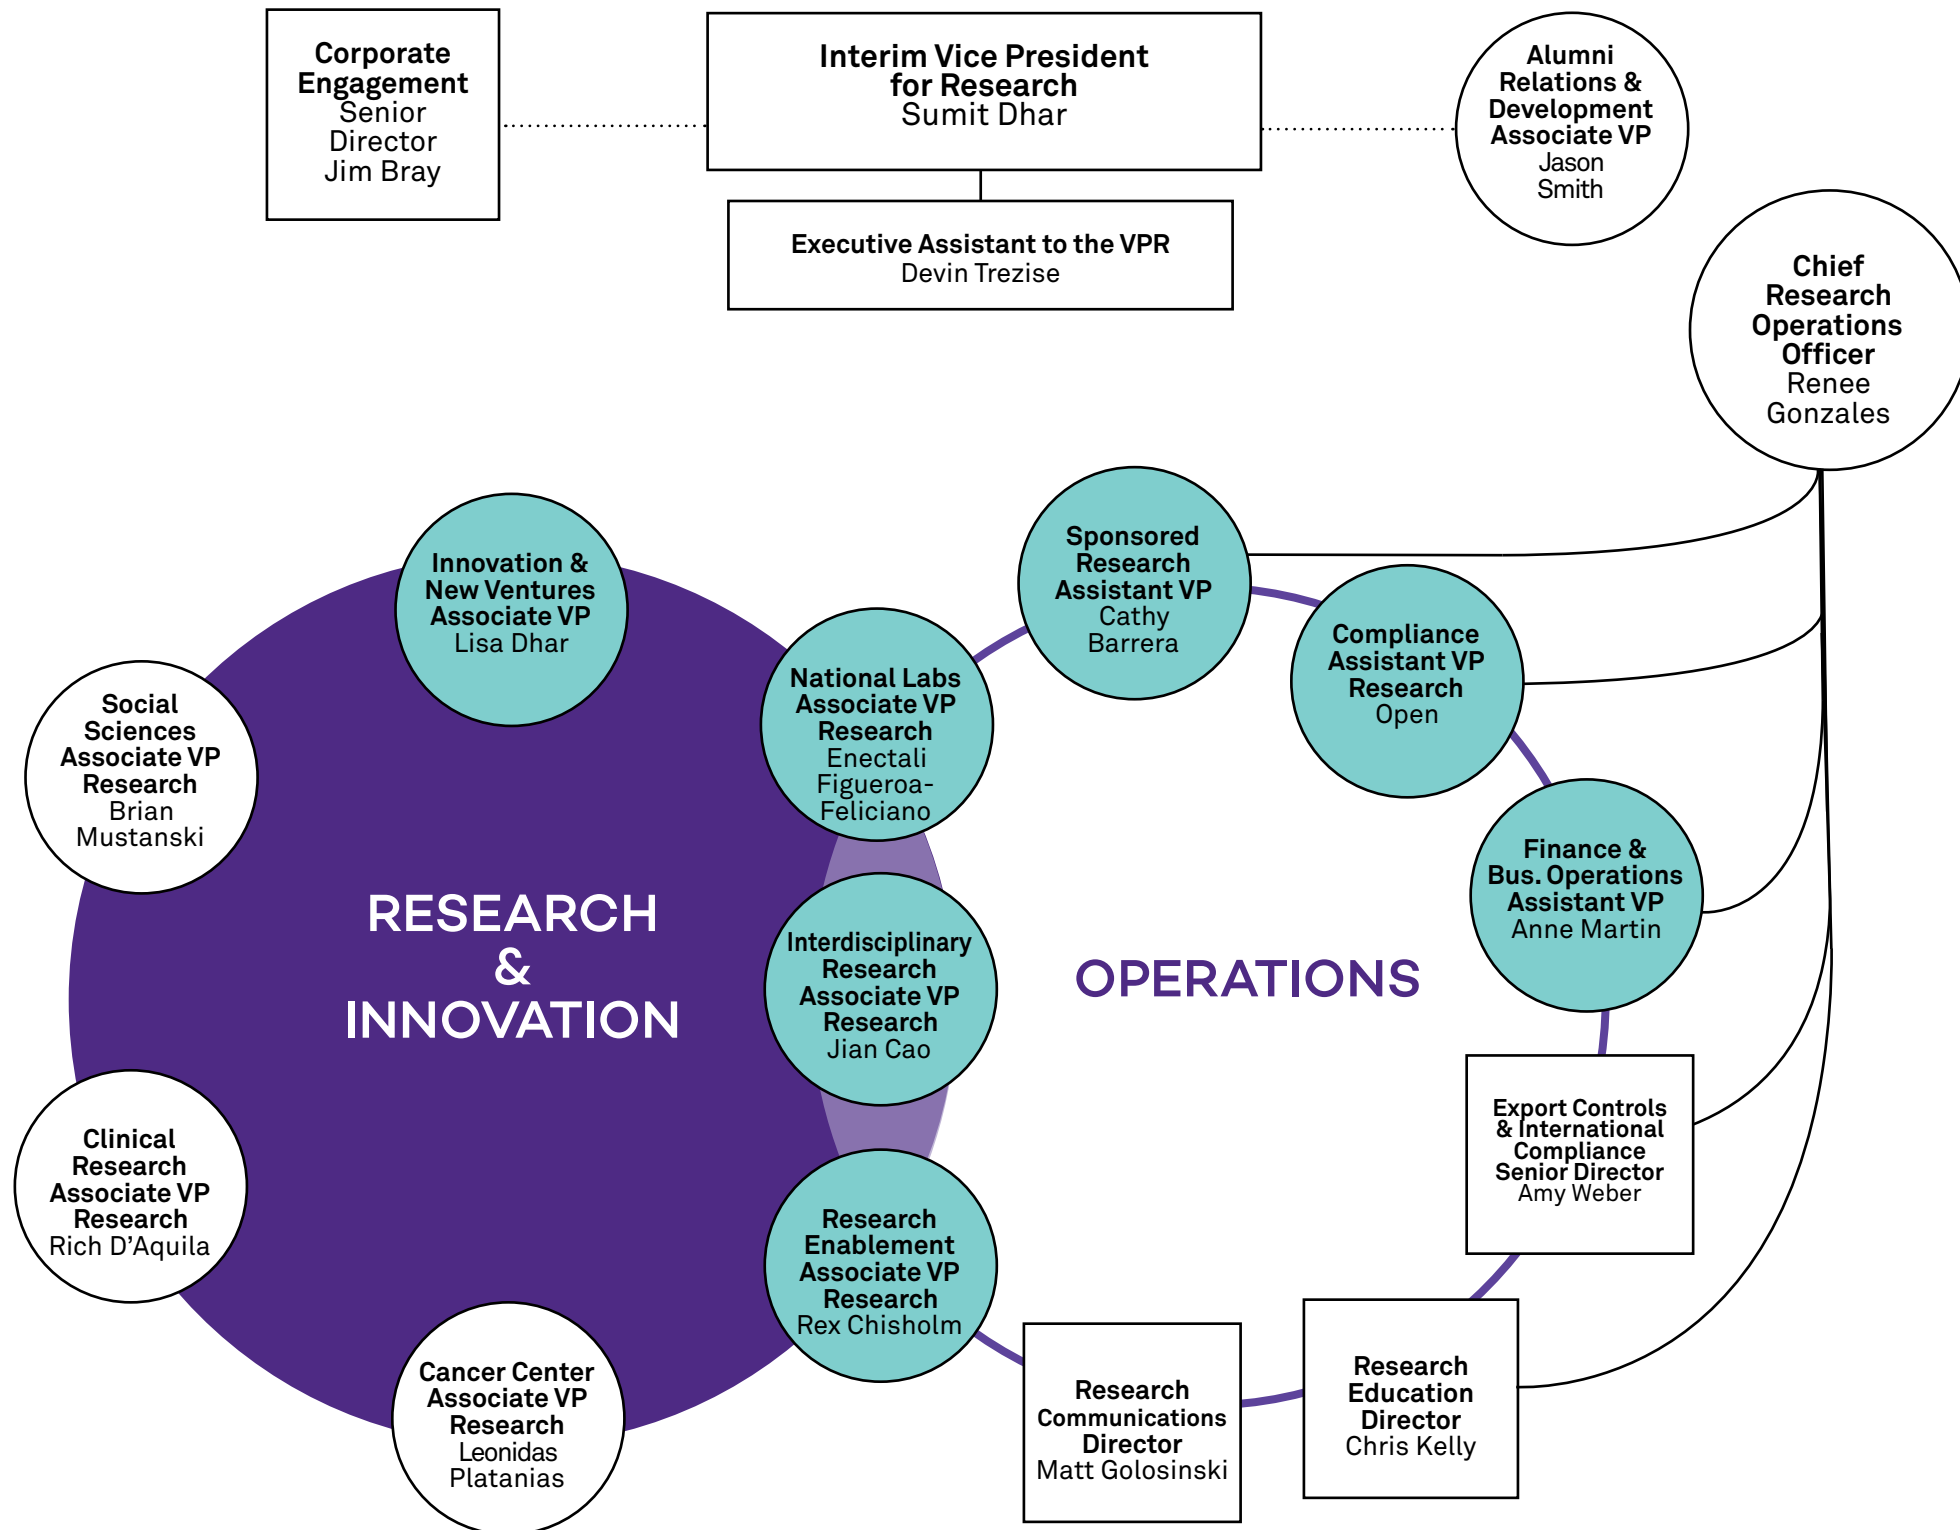 Corporate
Engagement
Senior
Director
Jim Bray
Interim Vice President
for Research
Sumit Dhar
Executive Assistant to the VPR
Devin Trezise
Alumni
Relations &
Development
Associate VP
Jason
Smith
Chief
Research
Operations
Officer
Renee
Gonzales
Innovation &
New Ventures
Associate VP
Lisa Dhar
Social
Sciences
Associate VP
Research
Brian
Mustanski
RESEARCH
&
INNOVATION
Clinical
Research
Associate VP
Research
Rich D’Aquila
Cancer Center
Associate VP
Research
Leonidas
Platanias
National Labs
Associate VP
Research
Enectali
Figueroa-
Feliciano
Interdisciplinary
Research
Associate VP
Research
Jian Cao
Research
Enablement
Associate VP
Research
Rex Chisholm
OPERATIONS
Sponsored
Research
Assistant VP
Cathy
Barrera
Compliance
Assistant VP
Research
Open
Finance &
Bus. Operations
Assistant VP
Anne Martin
Export Controls
& International
Compliance
Senior Director
Amy Weber
Research
Education
Director
Chris Kelly
Research
Communications
Director
Matt Golosinski